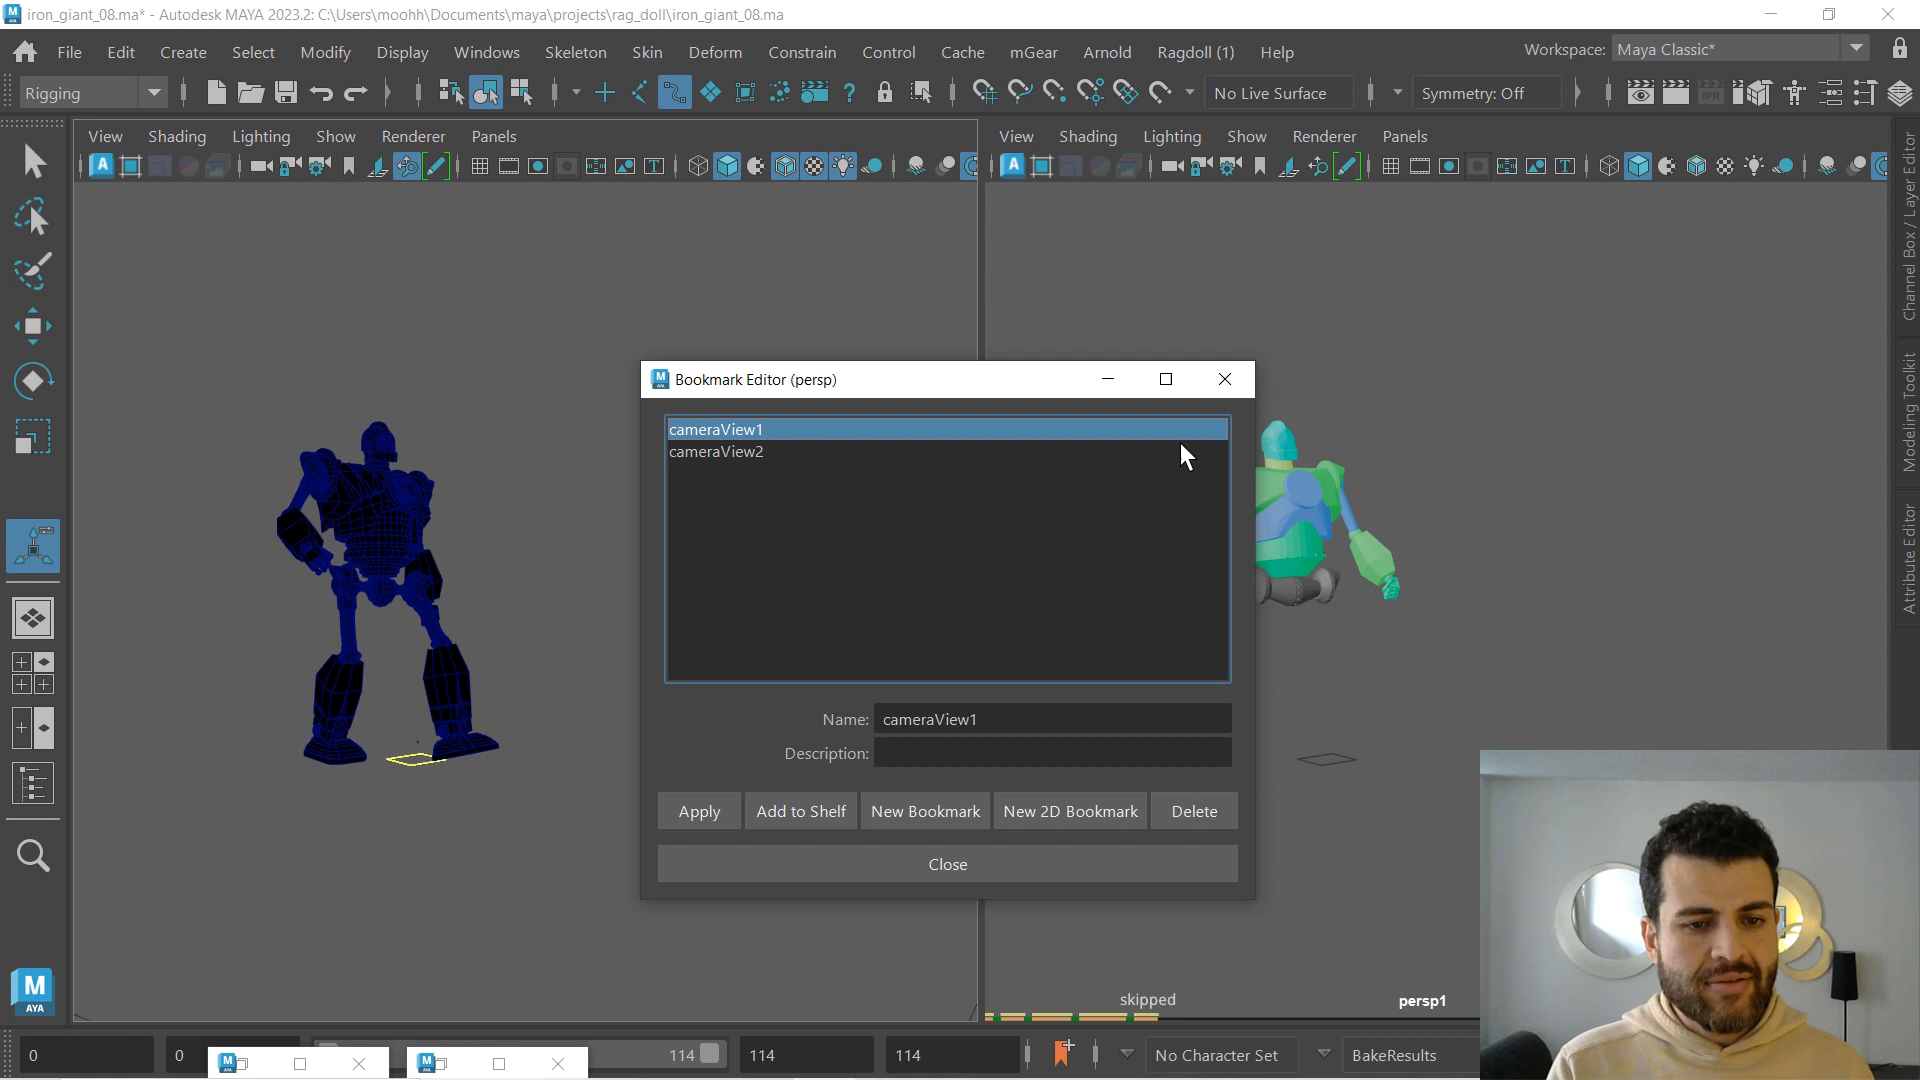 iron_giant_08.ma* - Autodesk MAYA 2023.2: C:\Users\moohh\Documents\maya\projects\rag_doll\iron_giant_08.ma
File Edit Create Select Modify Display Windows Skeleton Skin Deform Constrain Control Cache mGear Arnold Ragdoll (1) Help
Workspace: Maya Classic*
Rigging
No Live Surface
Symmetry: Off
IPR
View Shading Lighting Show Renderer Panels
View Shading Lighting Show Renderer Panels
Channel Box / Layer Editor
Modeling Toolkit
Attribute Editor
Bookmark Editor (persp)
cameraView1
cameraView2
Name: cameraView1
Description:
Apply Add to Shelf New Bookmark New 2D Bookmark Delete
Close
skipped
persp1
M
AYA
0 0 114 114 114 No Character Set BakeResults